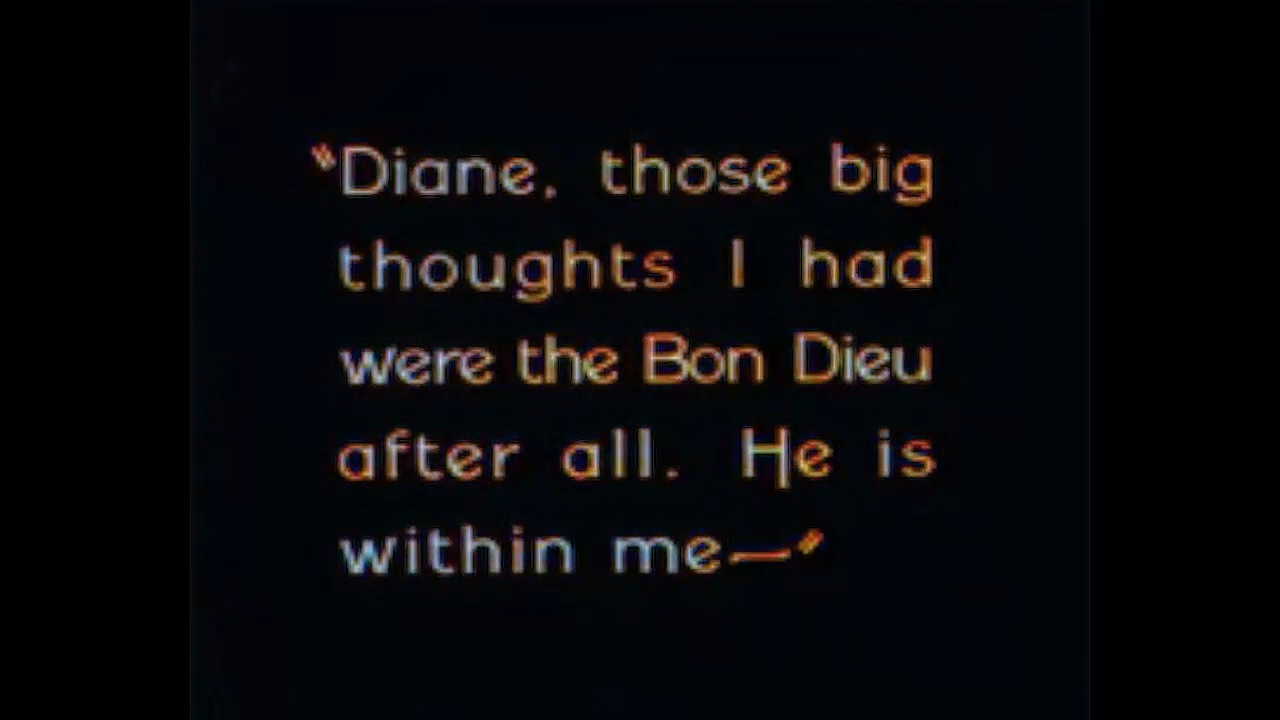 "Diane, those big
thoughts I had
were the Bon Dieu
after all. He is
within me—"